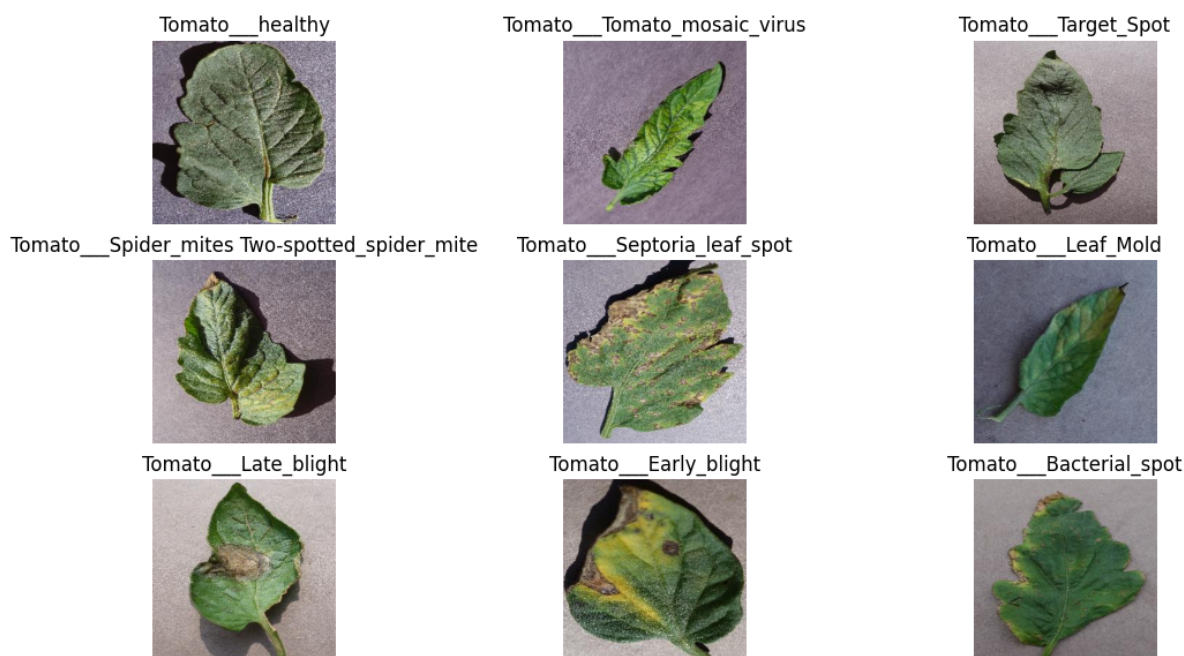 Tomato___healthy
Tomato___Tomato_mosaic_virus
Tomato___Target_Spot
Tomato___Spider_mites Two-spotted_spider_mite
Tomato___Septoria_leaf_spot
Tomato___Leaf_Mold
Tomato___Late_blight
Tomato___Early_blight
Tomato___Bacterial_spot